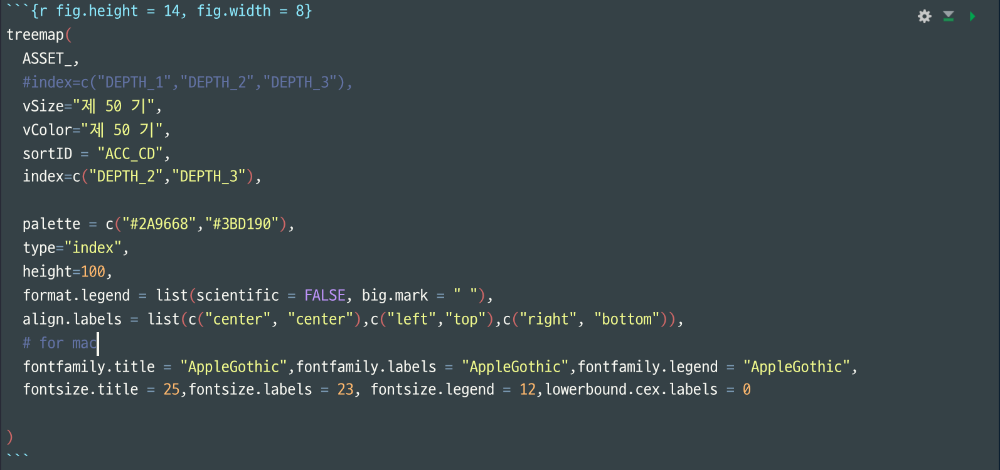 ```{r fig.height = 14, fig.width = 8}
treemap(
  ASSET_,
  #index=c("DEPTH_1","DEPTH_2","DEPTH_3"),
  vSize="제 50 기",
  vColor="제 50 기",
  sortID = "ACC_CD",
  index=c("DEPTH_2","DEPTH_3"),

  palette = c("#2A9668","#3BD190"),
  type="index",
  height=100,
  format.legend = list(scientific = FALSE, big.mark = " "),
  align.labels = list(c("center", "center"),c("left","top"),c("right", "bottom")),
  # for mac
  fontfamily.title = "AppleGothic",fontfamily.labels = "AppleGothic",fontfamily.legend = "AppleGothic",
  fontsize.title = 25,fontsize.labels = 23, fontsize.legend = 12,lowerbound.cex.labels = 0

)
```